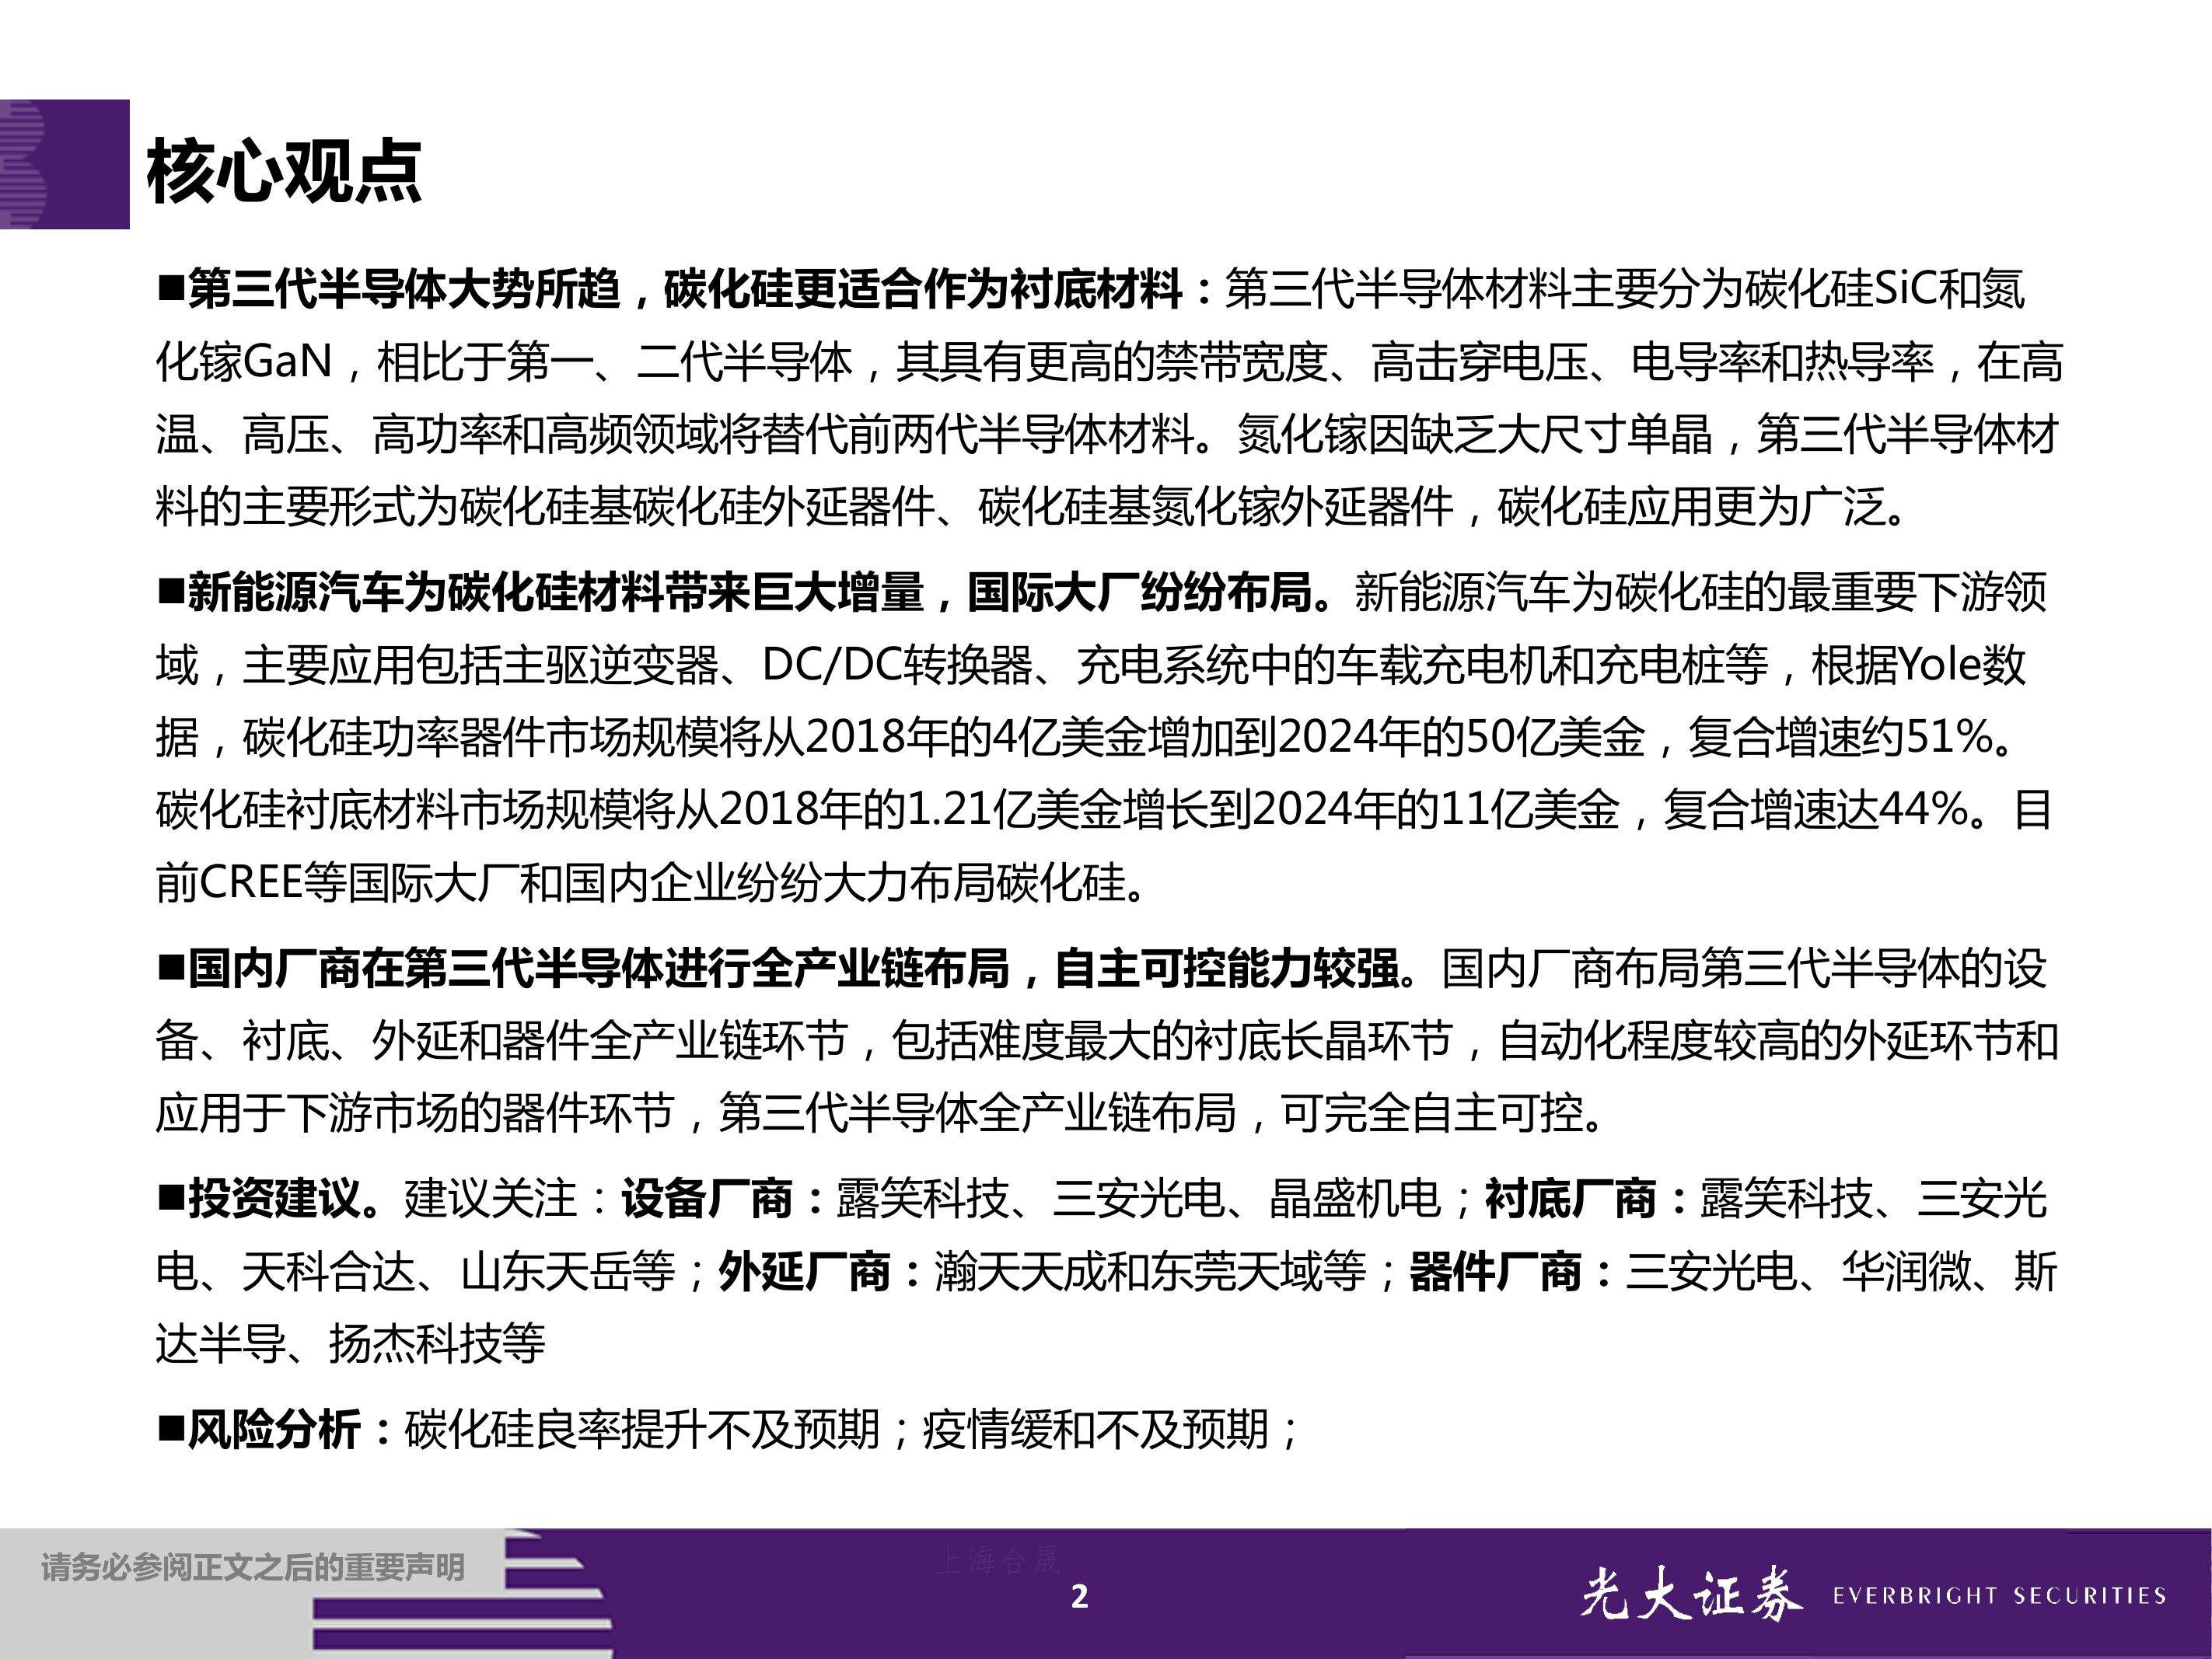 核心观点
■第三代半导体大势所趋，碳化硅更适合作为衬底材料：第三代半导体材料主要分为碳化硅SiC和氮
化镓GaN，相比于第一、二代半导体，其具有更高的禁带宽度、高击穿电压、电导率和热导率，在高
温、高压、高功率和高频领域将替代前两代半导体材料。氮化镓因缺乏大尺寸单晶，第三代半导体材
料的主要形式为碳化硅基碳化硅外延器件、碳化硅基氮化镓外延器件，碳化硅应用更为广泛。
■新能源汽车为碳化硅材料带来巨大增量，国际大厂纷纷布局。新能源汽车为碳化硅的最重要下游领
域，主要应用包括主驱逆变器、DC/DC转换器、充电系统中的车载充电机和充电桩等，根据Yole数
据，碳化硅功率器件市场规模将从2018年的4亿美金增加到2024年的50亿美金，复合增速约51%。
碳化硅衬底材料市场规模将从2018年的1.21亿美金增长到2024年的11亿美金，复合增速达44%。目
前CREE等国际大厂和国内企业纷纷大力布局碳化硅。
■国内厂商在第三代半导体进行全产业链布局，自主可控能力较强。国内厂商布局第三代半导体的设
备、衬底、外延和器件全产业链环节，包括难度最大的衬底长晶环节，自动化程度较高的外延环节和
应用于下游市场的器件环节，第三代半导体全产业链布局，可完全自主可控。
■投资建议。建议关注：设备厂商：露笑科技、三安光电、晶盛机电；衬底厂商：露笑科技、三安光
电、天科合达、山东天岳等；外延厂商：瀚天天成和东莞天域等；器件厂商：三安光电、华润微、斯
达半导、扬杰科技等
■风险分析：碳化硅良率提升不及预期；疫情缓和不及预期；
请务必参阅正文之后的重要声明
上海合晟
2
光大证券 EVERBRIGHT SECURITIES